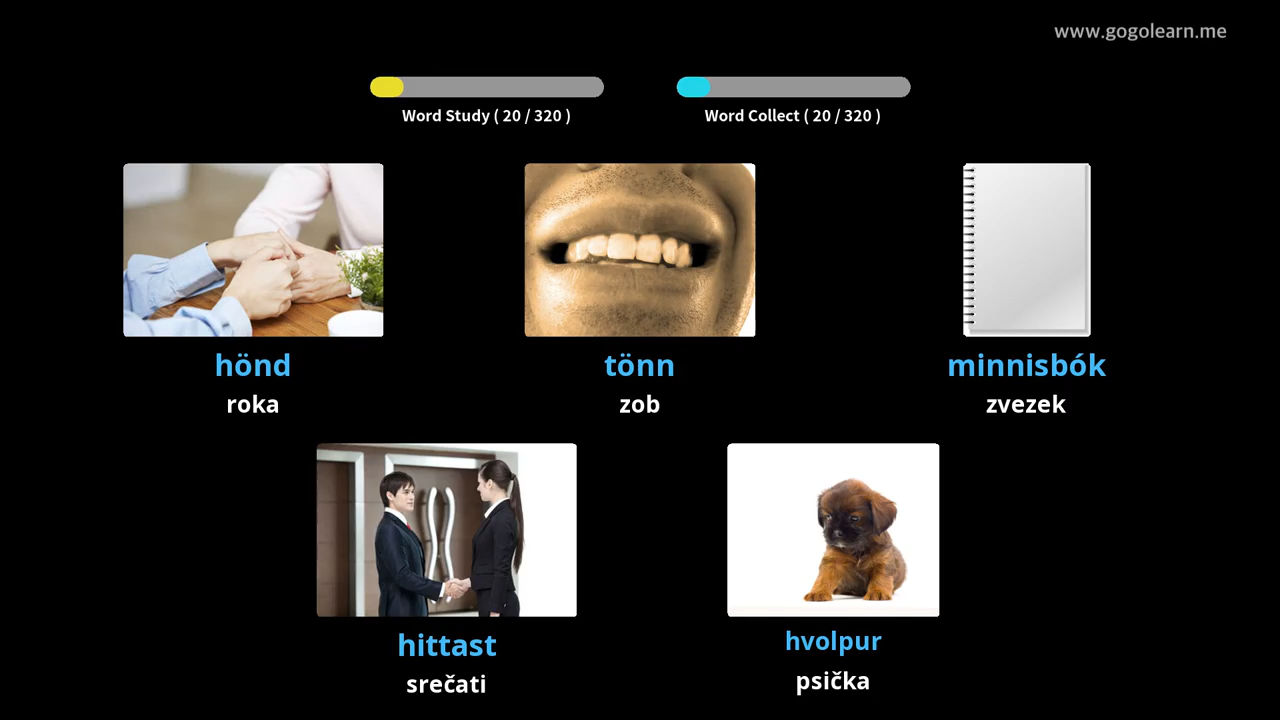 www.gogolearn.me
Word Study ( 20 / 320 )
Word Collect ( 20 / 320 )
hönd
roka
tönn
zob
minnisbók
zvezek
hittast
srečati
hvolpur
psička